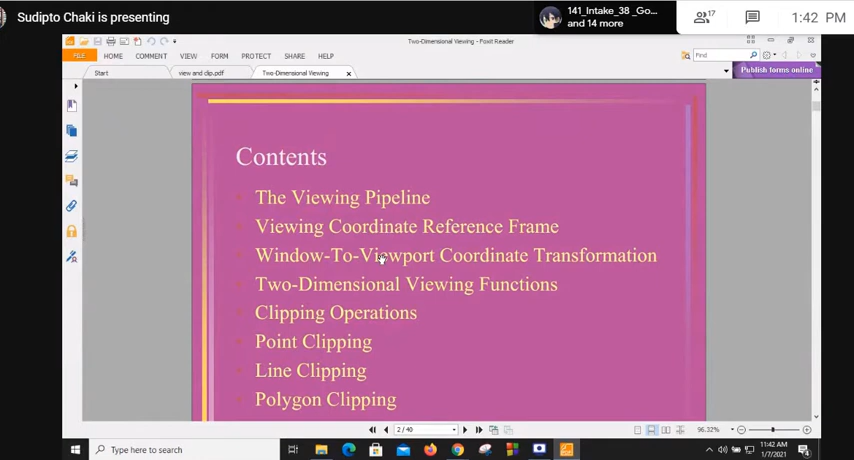 Sudipto Chaki is presenting
141_Intake_38_Go...
and 14 more
17
1:42 PM
Two-Dimensional Viewing - Foxit Reader
FILE HOME COMMENT VIEW FORM PROTECT SHARE HELP
Find
Start view and clip.pdf Two-Dimensional Viewing
Publish forms online
Contents
The Viewing Pipeline
Viewing Coordinate Reference Frame
Window-To-Viewport Coordinate Transformation
Two-Dimensional Viewing Functions
Clipping Operations
Point Clipping
Line Clipping
Polygon Clipping
2 / 40
96.32%
Type here to search
11:42 AM
1/7/2021